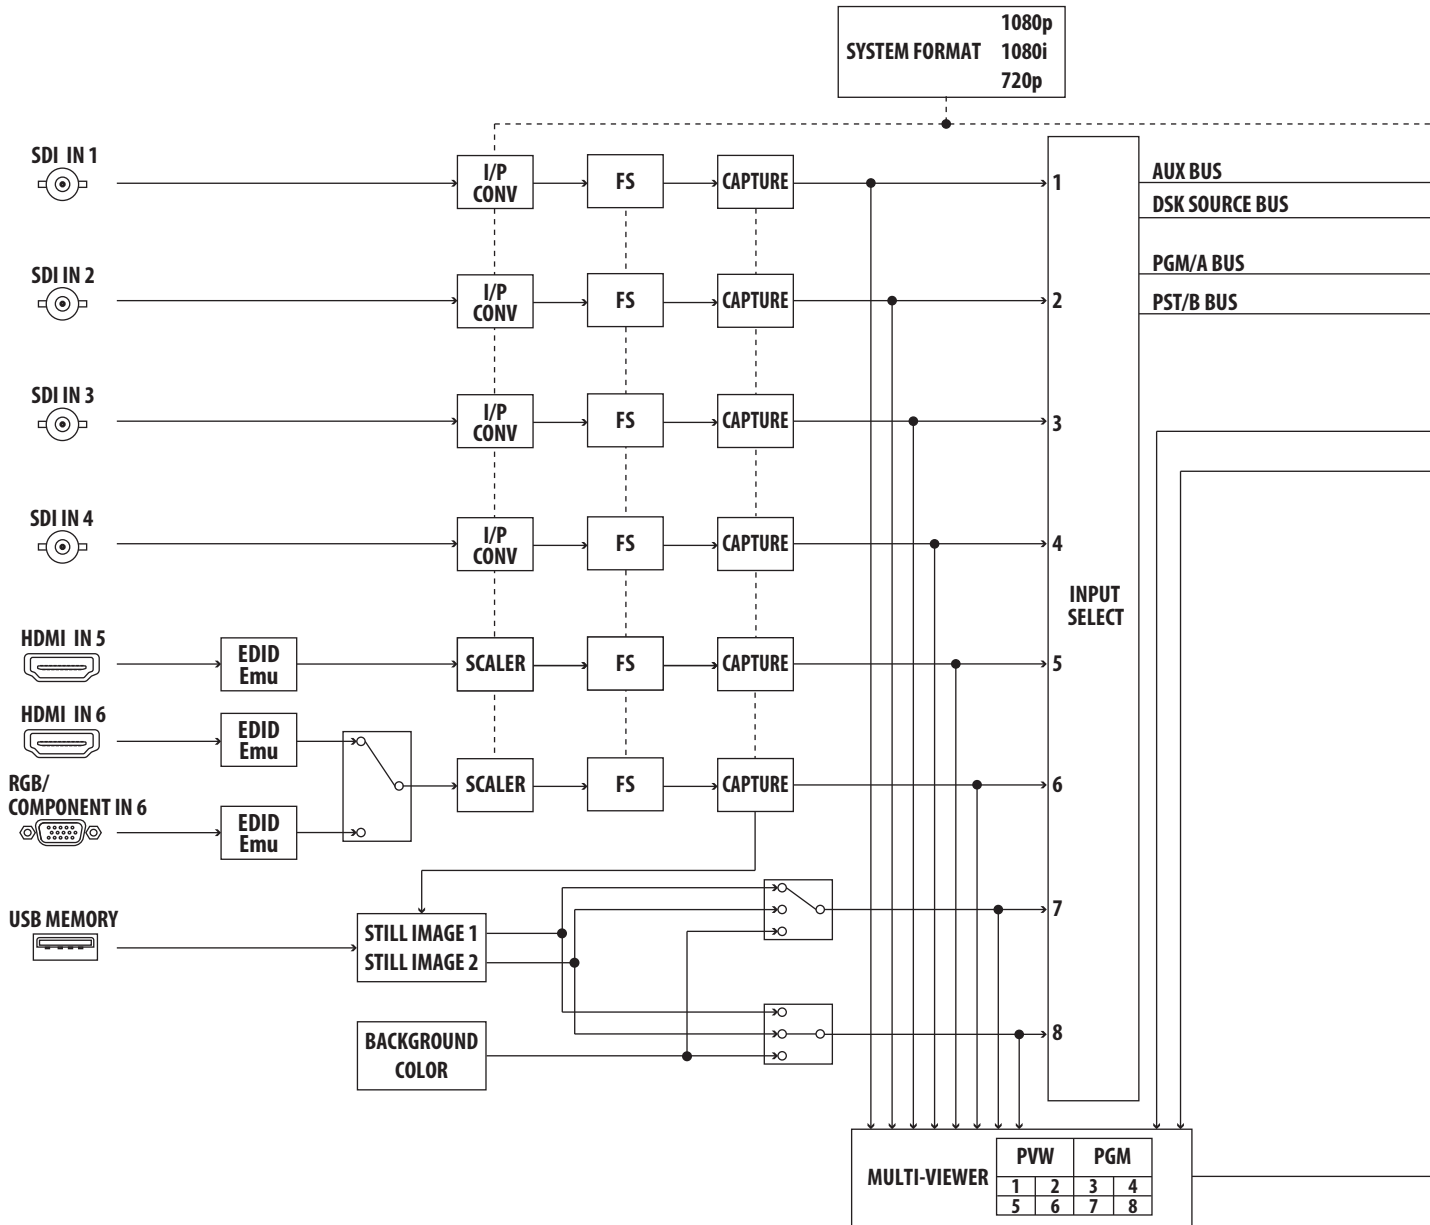 1080p
SYSTEM FORMAT 1080i
720p
SDI IN 1
I/P CONV
FS
CAPTURE
1
AUX BUS
DSK SOURCE BUS
PGM/A BUS
PST/B BUS
SDI IN 2
I/P CONV
FS
CAPTURE
2
SDI IN 3
I/P CONV
FS
CAPTURE
3
SDI IN 4
I/P CONV
FS
CAPTURE
4
INPUT
SELECT
HDMI IN 5
EDID
Emu
SCALER
FS
CAPTURE
5
HDMI IN 6
EDID
Emu
RGB/
COMPONENT IN 6
EDID
Emu
SCALER
FS
CAPTURE
6
USB MEMORY
STILL IMAGE 1
STILL IMAGE 2
7
BACKGROUND
COLOR
8
MULTI-VIEWER
PVW PGM
1 2 3 4
5 6 7 8